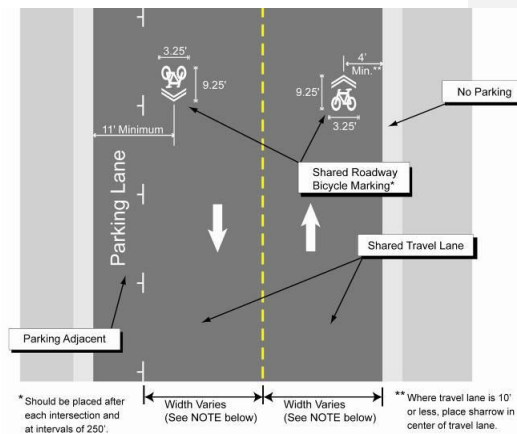 3.25'
9.25'
11' Minimum
4'
Min.**
9.25'
3.25'
No Parking
Shared Roadway
Bicycle Marking*
Parking Lane
Shared Travel Lane
Parking Adjacent
* Should be placed after
each intersection and
at intervals of 250'.
Width Varies
(See NOTE below)
Width Varies
(See NOTE below)
** Where travel lane is 10'
or less, place sharrow in
center of travel lane.